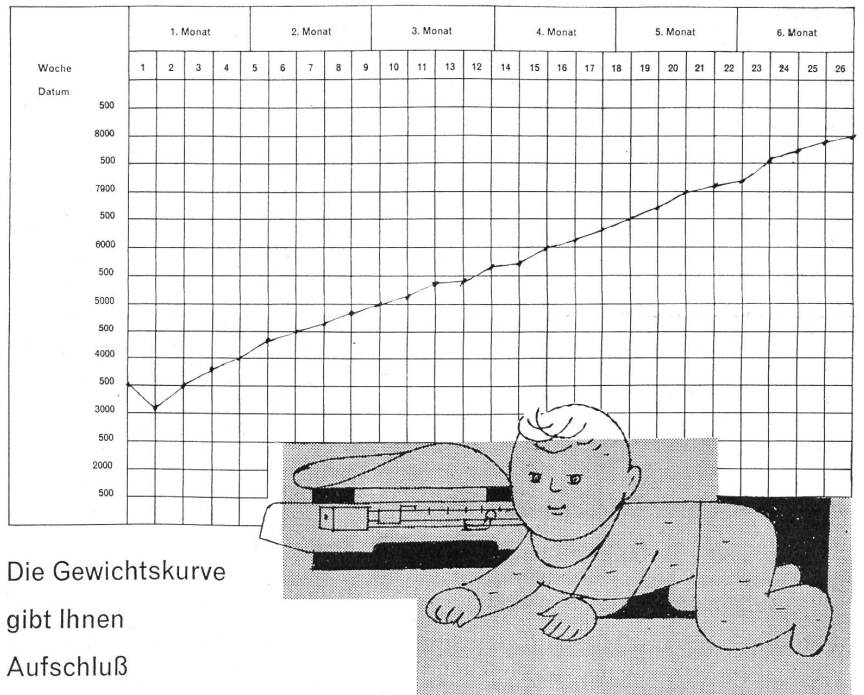 1. Monat 2. Monat 3. Monat 4. Monat 5. Monat 6. Monat
Woche 1 2 3 4 5 6 7 8 9 10 11 13 12 14 15 16 17 18 19 20 21 22 23 24 25 26
Datum
500
8000
500
7900
500
6000
500
5000
500
4000
500
3000
500
2000
500
Die Gewichtskurve
gibt Ihnen
Aufschluß